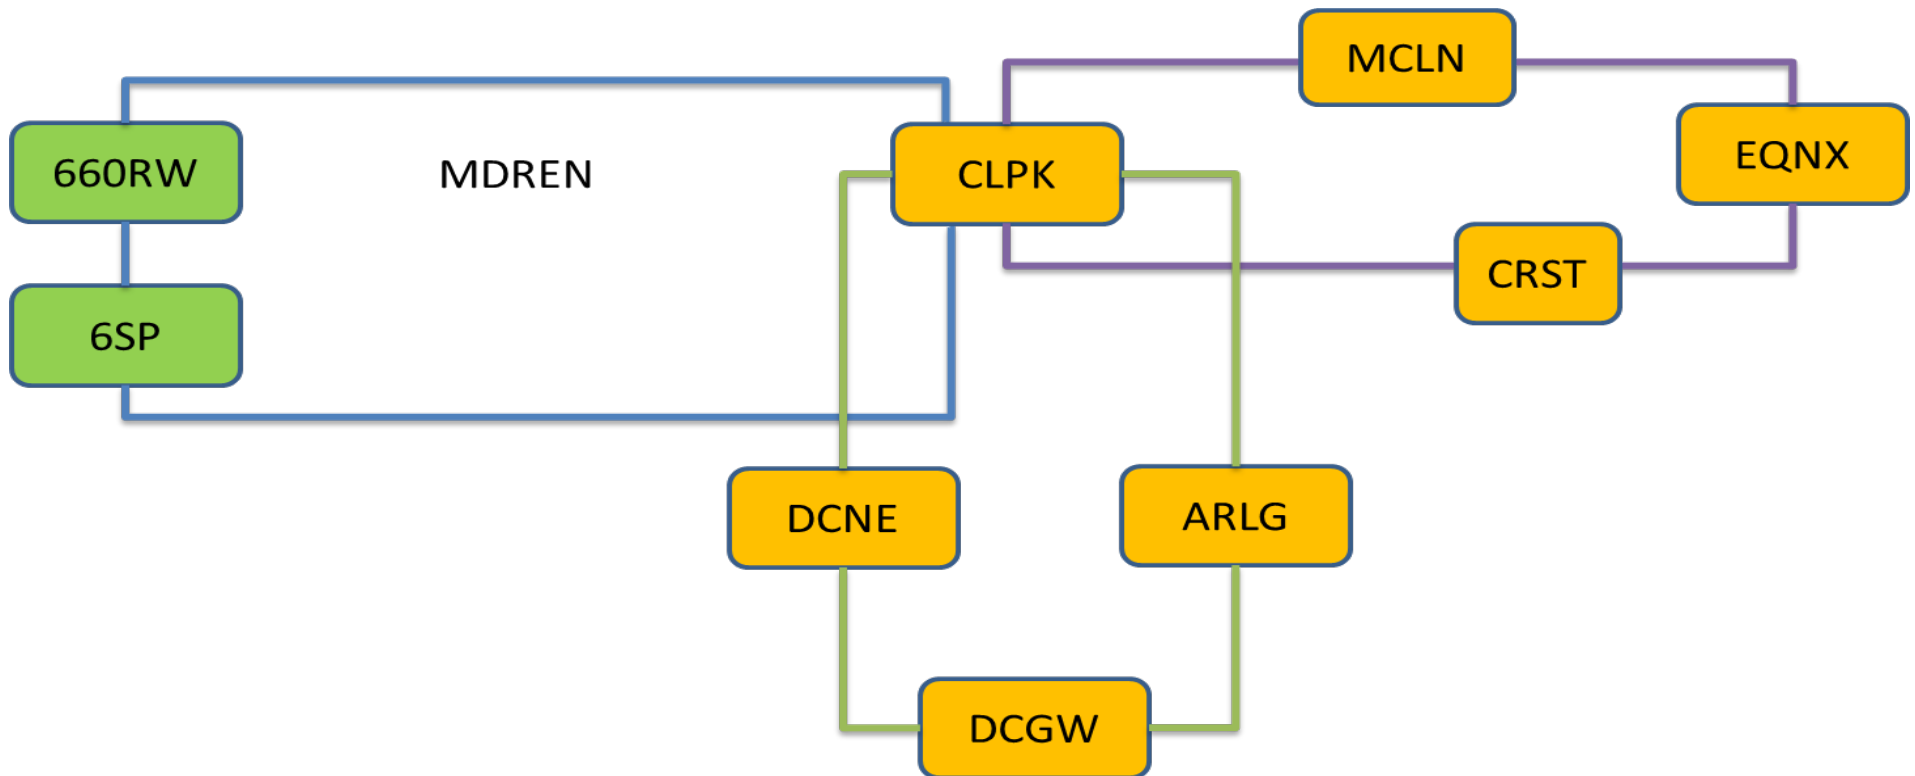 MCLN
660RW
MDREN
CLPK
EQNX
CRST
6SP
DCNE
ARLG
DCGW